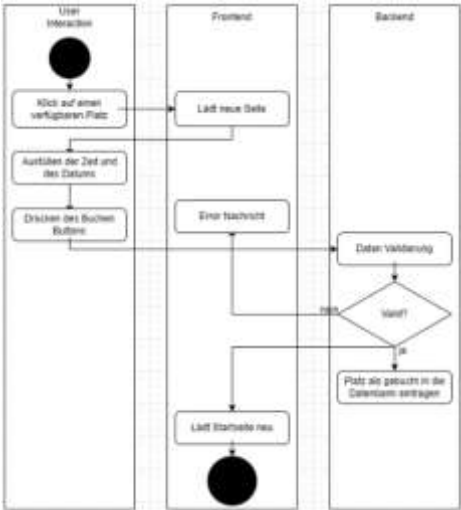 User
Interaction
Frontend
Backend
Klick auf einen
verfügbaren Platz
Lädt neue Seite
Ausfüllen der Zeit und
des Datums
Drücken des Buchen
Buttons
Error Nachricht
Daten Validierung
Valid?
nein
ja
Platz als gebucht in die
Datenbank eintragen
Lädt Startseite neu